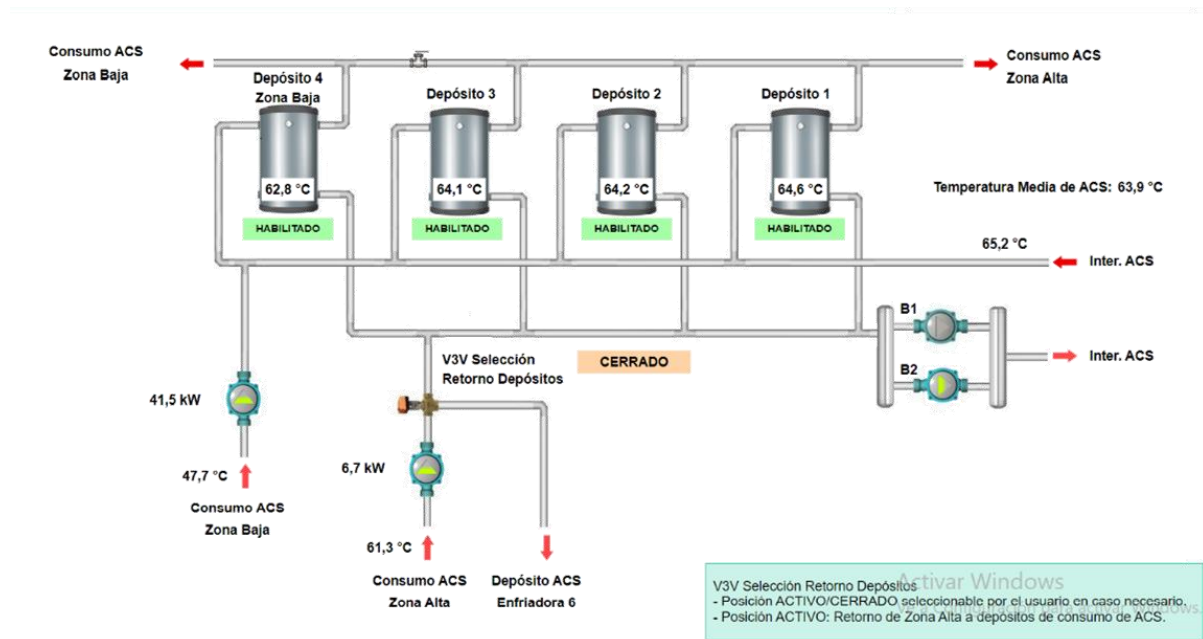 Consumo ACS
Zona Baja
Consumo ACS
Zona Alta
Depósito 4
Zona Baja
Depósito 3
Depósito 2
Depósito 1
62,8 °C
64,1 °C
64,2 °C
64,6 °C
Temperatura Media de ACS: 63,9 °C
HABILITADO
HABILITADO
HABILITADO
HABILITADO
65,2 °C
Inter. ACS
B1
V3V Selección
Retorno Depósitos
CERRADO
Inter. ACS
B2
41,5 kW
6,7 kW
47,7 °C
Consumo ACS
Zona Baja
61,3 °C
Consumo ACS
Zona Alta
Depósito ACS
Enfriadora 6
Activar Windows
V3V Selección Retorno Depósitos
- Posición ACTIVO/CERRADO seleccionable por el usuario en caso necesario.
- Posición ACTIVO: Retorno de Zona Alta a depósitos de consumo de ACS.